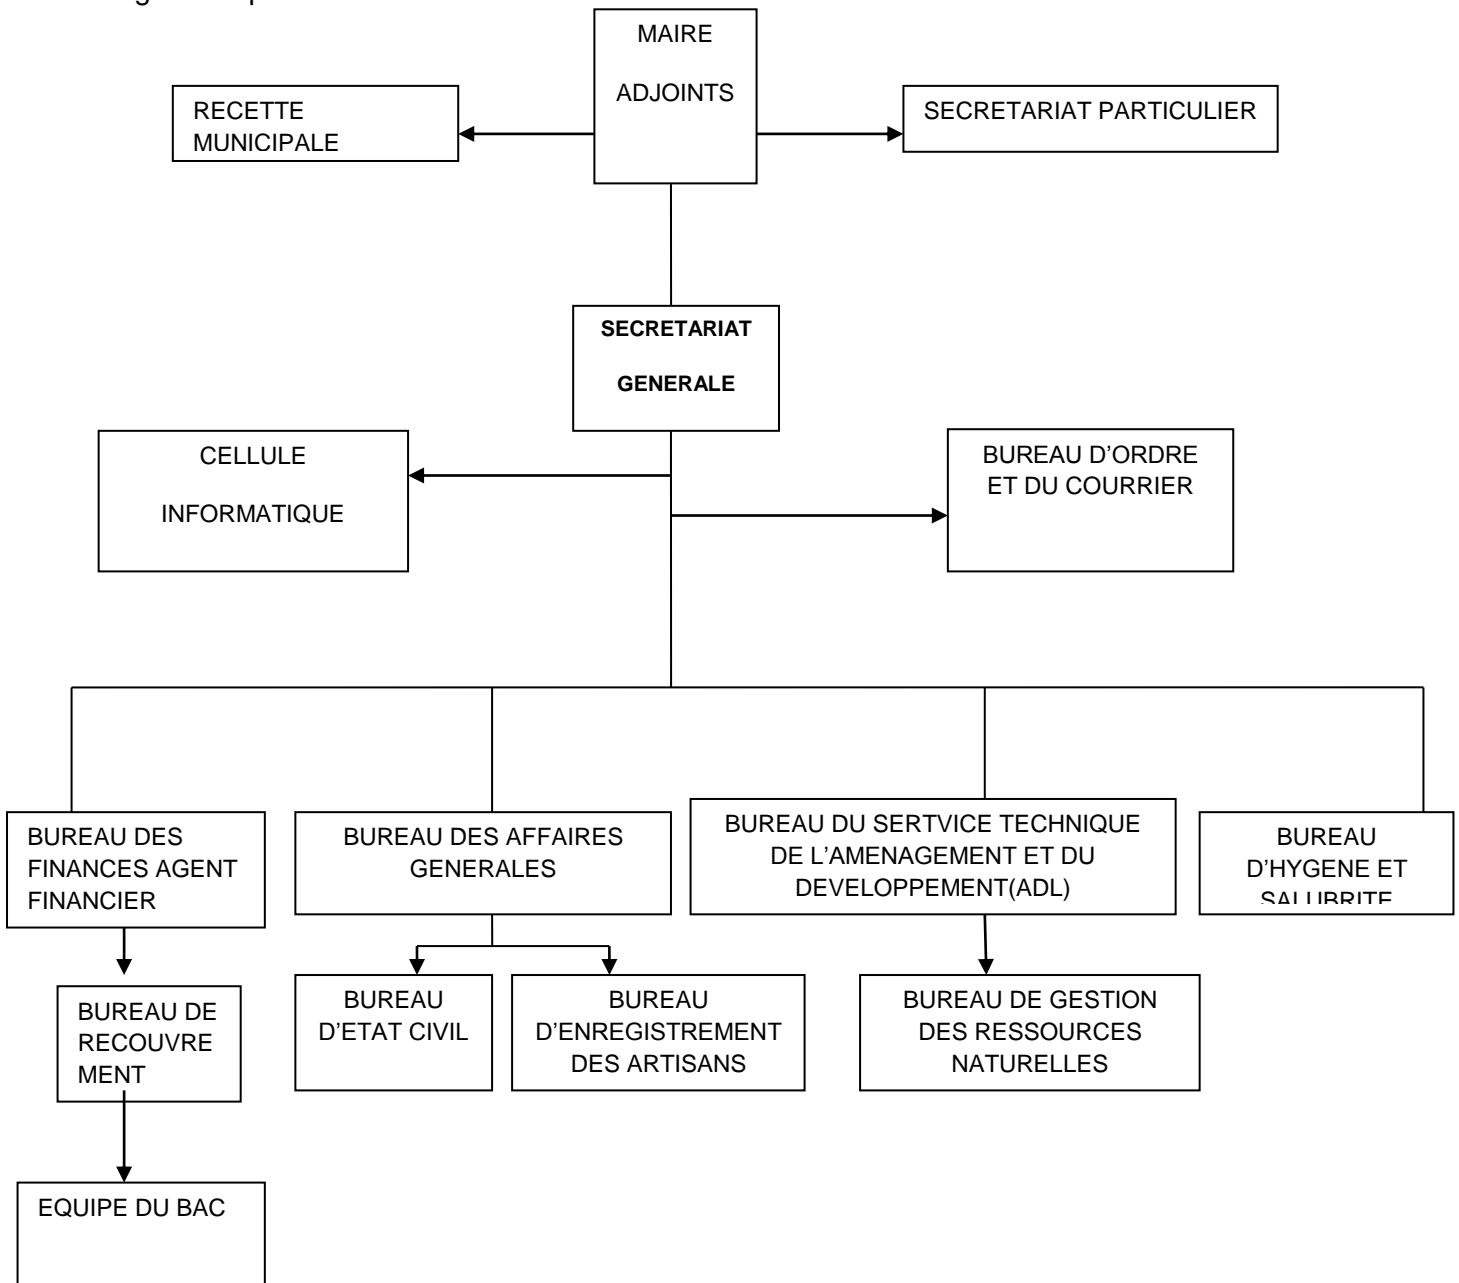 MAIRE
ADJOINTS
RECETTE
MUNICIPALE
SECRETARIAT PARTICULIER
SECRETARIAT
GENERALE
CELLULE
INFORMATIQUE
BUREAU D’ORDRE
ET DU COURRIER
BUREAU DES
FINANCES AGENT
FINANCIER
BUREAU DES AFFAIRES
GENERALES
BUREAU DU SERTVICE TECHNIQUE
DE L’AMENAGEMENT ET DU
DEVELOPPEMENT(ADL)
BUREAU
D’HYGENE ET
SALUBRITE
BUREAU DE
RECOUVRE
MENT
BUREAU
D’ETAT CIVIL
BUREAU
D’ENREGISTREMENT
DES ARTISANS
BUREAU DE GESTION
DES RESSOURCES
NATURELLES
EQUIPE DU BAC